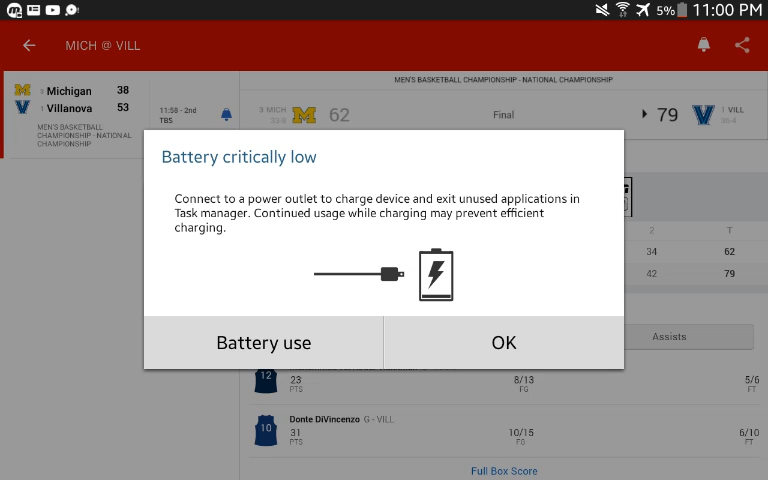 5% 11:00 PM
MICH @ VILL
Michigan 38
Villanova 53
11:58 - 2nd
TBS
MEN'S BASKETBALL
CHAMPIONSHIP - NATIONAL
CHAMPIONSHIP
MEN'S BASKETBALL CHAMPIONSHIP - NATIONAL CHAMPIONSHIP
3 MICH
62
Final
79
1 VILL
Battery critically low
Connect to a power outlet to charge device and exit unused applications in
Task manager. Continued usage while charging may prevent efficient
charging.
Battery use
OK
2 T
34 62
42 79
Assists
12
23 8/13 5/6
PTS FG FT
Donte DiVincenzo G - VILL
10
31 10/15 6/10
PTS FG FT
Full Box Score